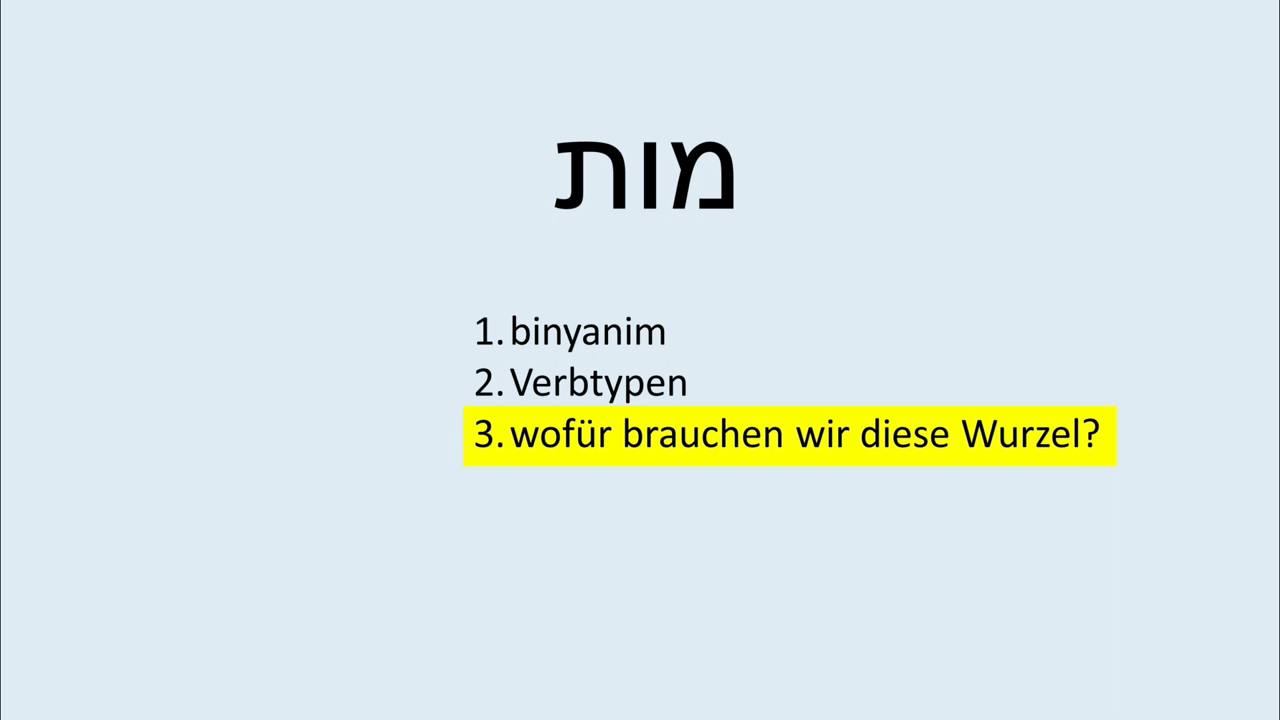 מות
1. binyanim
2. Verbtypen
3. wofür brauchen wir diese Wurzel?